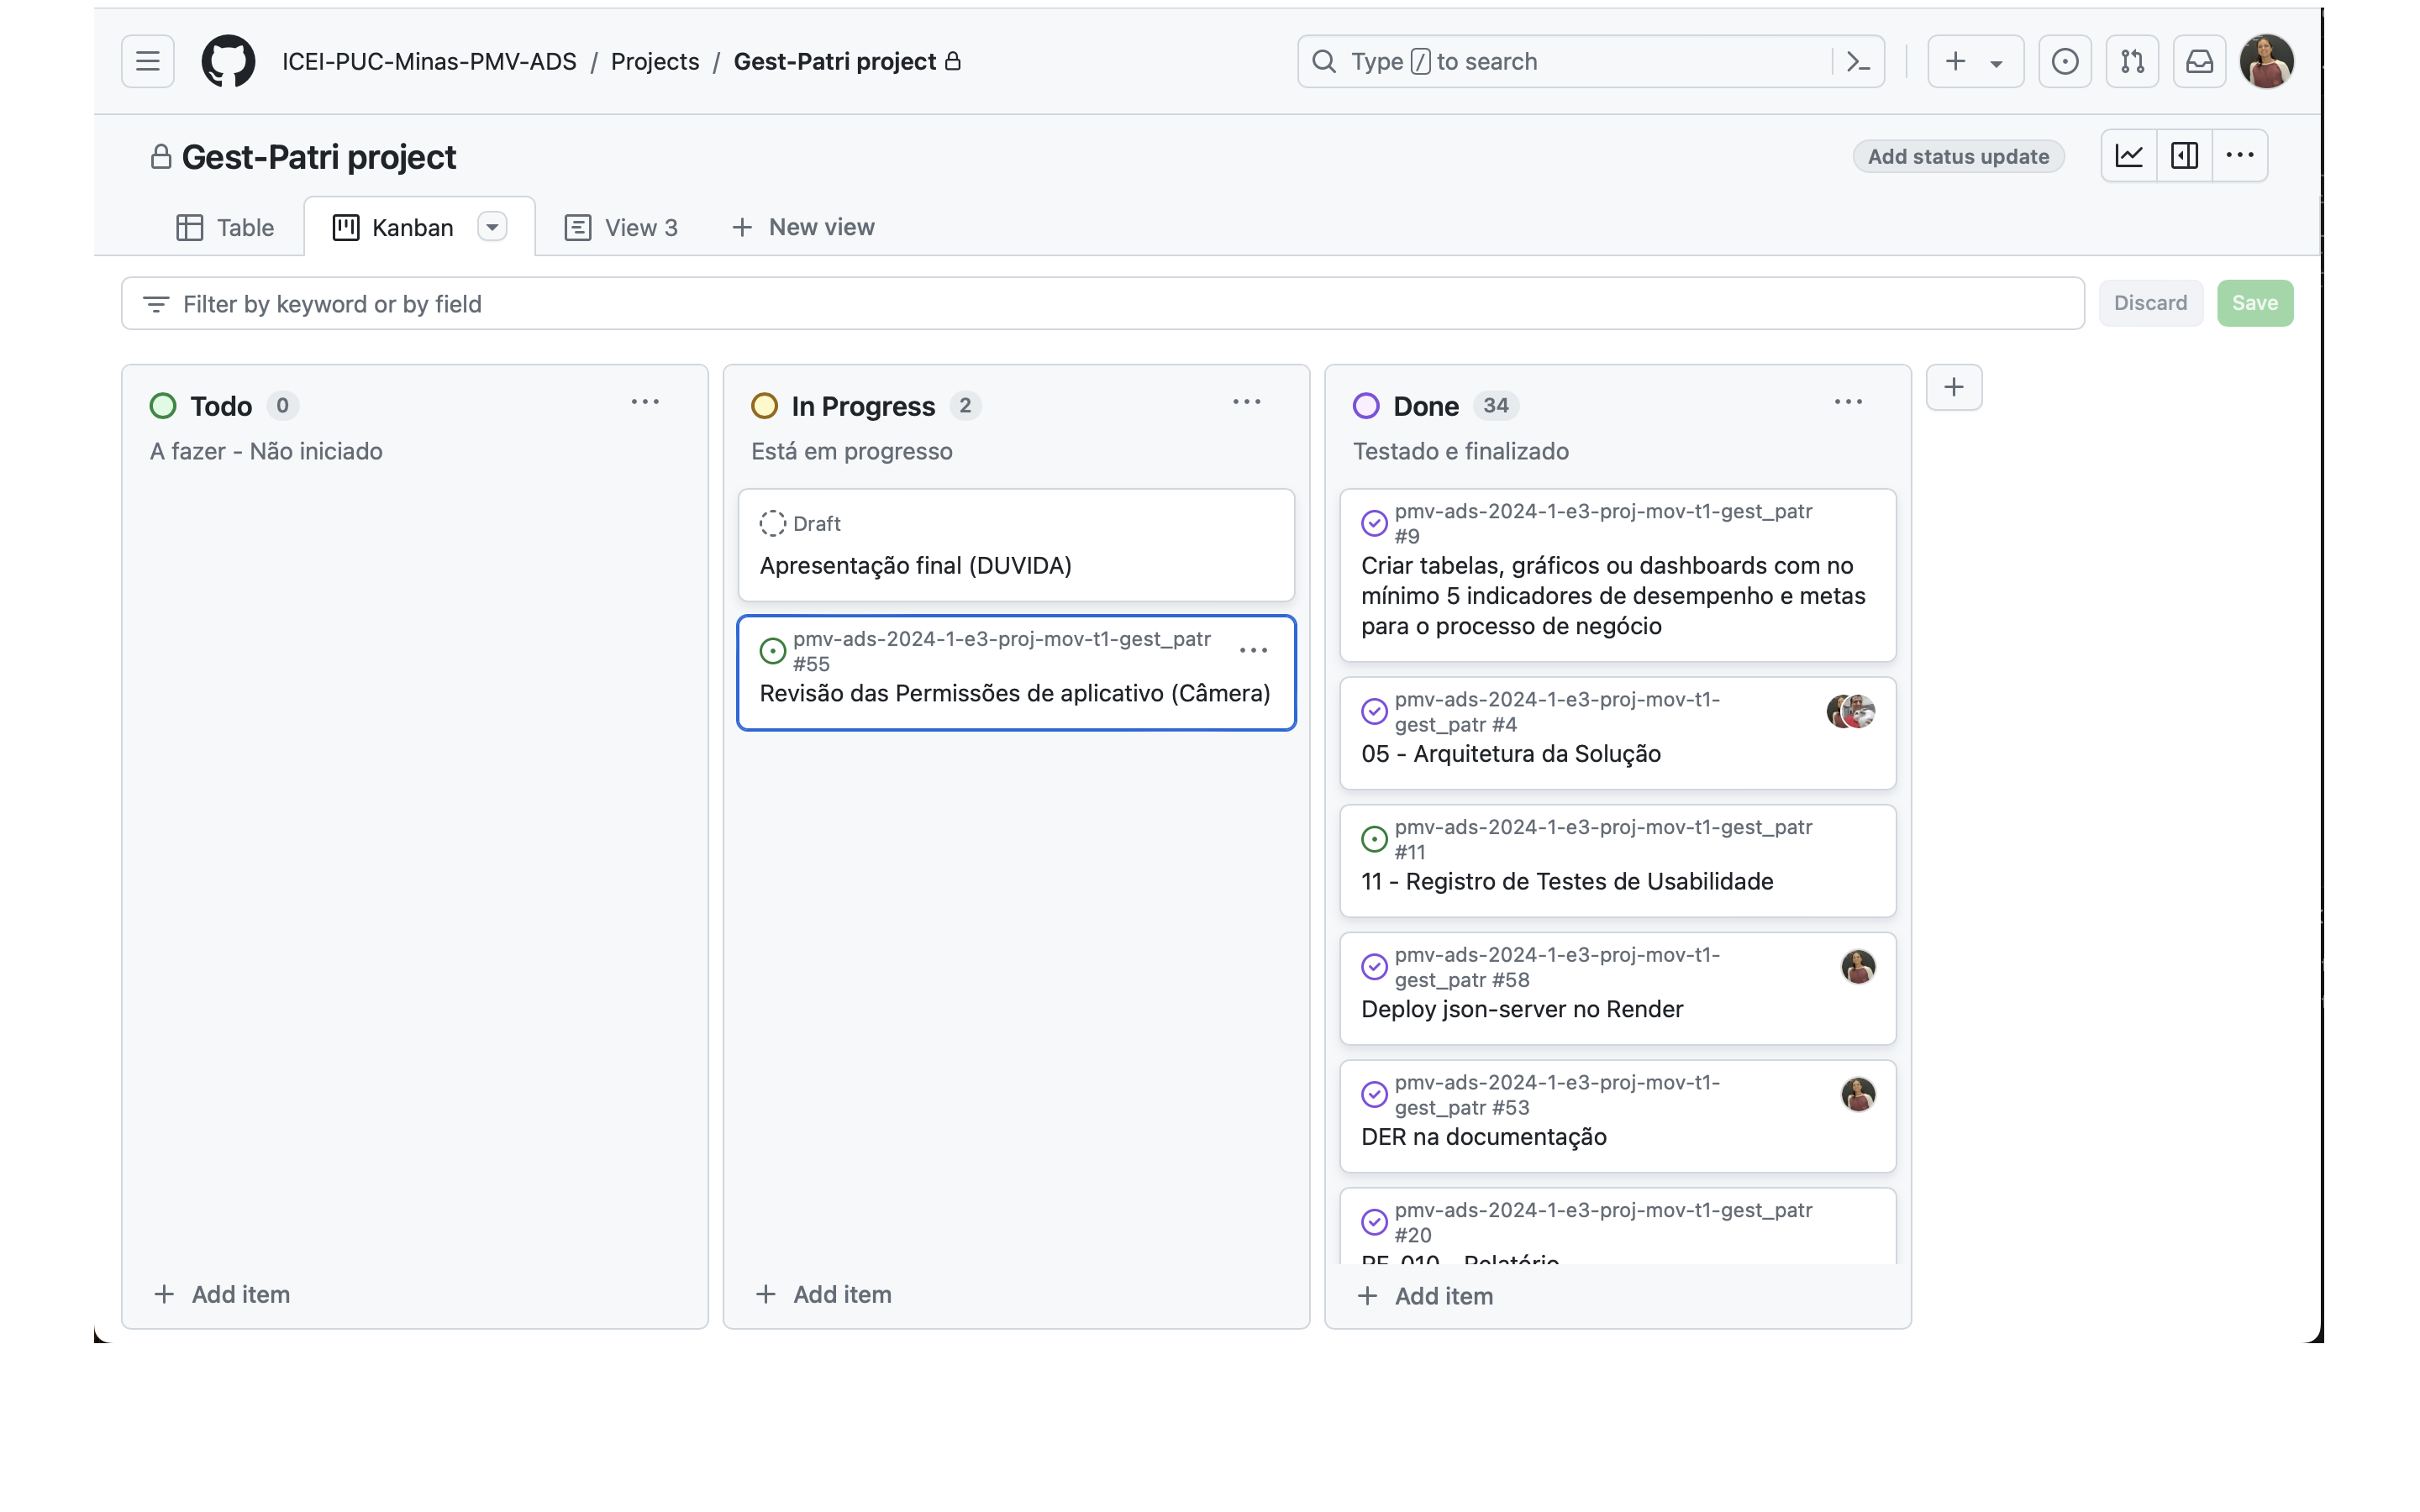 ICEI-PUC-Minas-PMV-ADS / Projects / Gest-Patri project
Type / to search
Gest-Patri project
Add status update
Table
Kanban
View 3
New view
Filter by keyword or by field
Discard
Save
Todo 0
A fazer - Não iniciado
Add item
In Progress 2
Está em progresso
Draft
Apresentação final (DUVIDA)
pmv-ads-2024-1-e3-proj-mov-t1-gest_patr
#55
Revisão das Permissões de aplicativo (Câmera)
Add item
Done 34
Testado e finalizado
pmv-ads-2024-1-e3-proj-mov-t1-gest_patr
#9
Criar tabelas, gráficos ou dashboards com no
mínimo 5 indicadores de desempenho e metas
para o processo de negócio
pmv-ads-2024-1-e3-proj-mov-t1-
gest_patr #4
05 - Arquitetura da Solução
pmv-ads-2024-1-e3-proj-mov-t1-gest_patr
#11
11 - Registro de Testes de Usabilidade
pmv-ads-2024-1-e3-proj-mov-t1-
gest_patr #58
Deploy json-server no Render
pmv-ads-2024-1-e3-proj-mov-t1-
gest_patr #53
DER na documentação
pmv-ads-2024-1-e3-proj-mov-t1-gest_patr
#20
Relatório
Add item